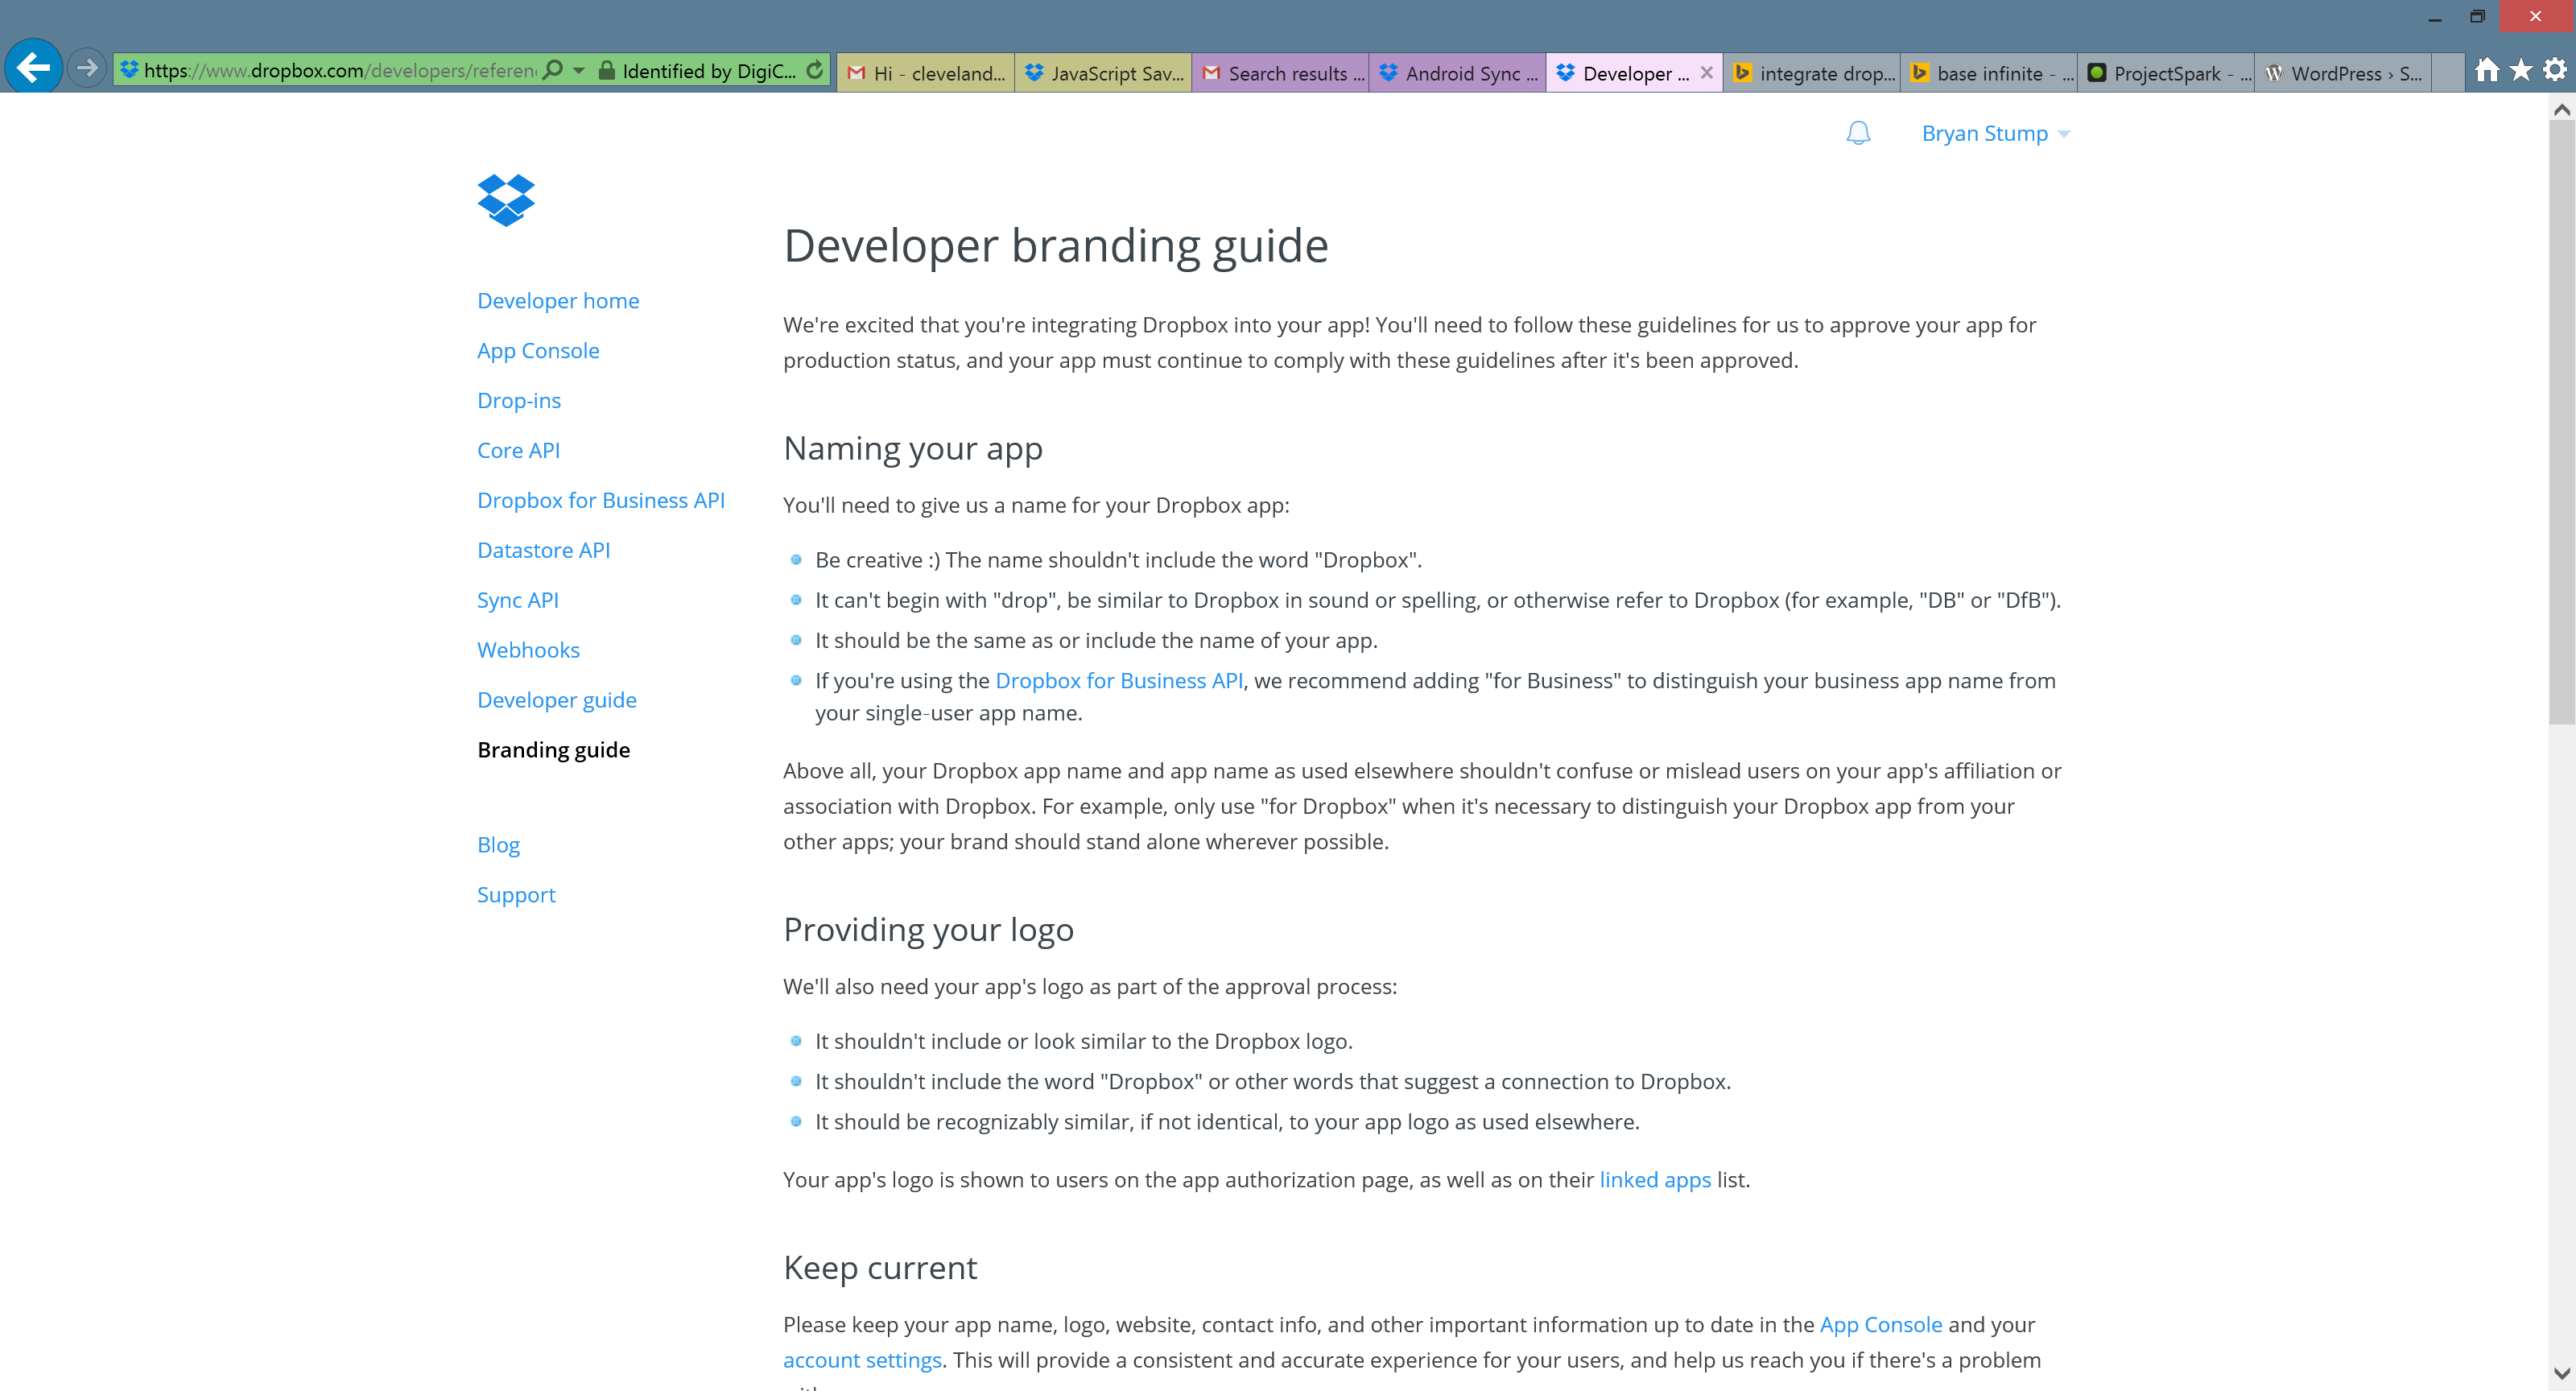 https://www.dropbox.com/developers/referen
Identified by DigiC...
Hi - cleveland...
JavaScript Sav...
Search results ...
Android Sync ...
Developer ...
integrate drop...
base infinite - ...
ProjectSpark - ...
WordPress › S...
Bryan Stump
Developer home
App Console
Drop-ins
Core API
Dropbox for Business API
Datastore API
Sync API
Webhooks
Developer guide
Branding guide
Blog
Support
Developer branding guide
We're excited that you're integrating Dropbox into your app! You'll need to follow these guidelines for us to approve your app for
production status, and your app must continue to comply with these guidelines after it's been approved.
Naming your app
You'll need to give us a name for your Dropbox app:
Be creative :) The name shouldn't include the word "Dropbox".
It can't begin with "drop", be similar to Dropbox in sound or spelling, or otherwise refer to Dropbox (for example, "DB" or "DfB").
It should be the same as or include the name of your app.
If you're using the Dropbox for Business API, we recommend adding "for Business" to distinguish your business app name from
your single-user app name.
Above all, your Dropbox app name and app name as used elsewhere shouldn't confuse or mislead users on your app's affiliation or
association with Dropbox. For example, only use "for Dropbox" when it's necessary to distinguish your Dropbox app from your
other apps; your brand should stand alone wherever possible.
Providing your logo
We'll also need your app's logo as part of the approval process:
It shouldn't include or look similar to the Dropbox logo.
It shouldn't include the word "Dropbox" or other words that suggest a connection to Dropbox.
It should be recognizably similar, if not identical, to your app logo as used elsewhere.
Your app's logo is shown to users on the app authorization page, as well as on their linked apps list.
Keep current
Please keep your app name, logo, website, contact info, and other important information up to date in the App Console and your
account settings. This will provide a consistent and accurate experience for your users, and help us reach you if there's a problem